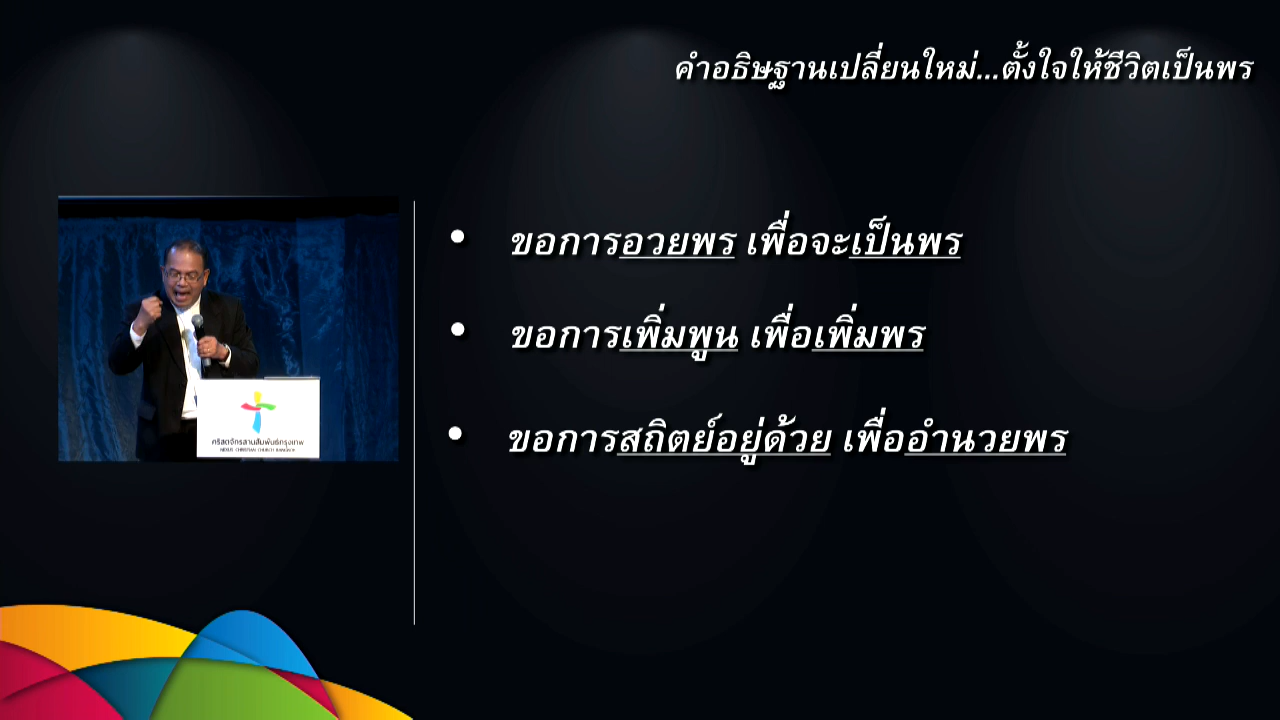 คำอธิษฐานเปลี่ยนใหม่...ตั้งใจให้ชีวิตเป็นพร
• ขอการอวยพร เพื่อจะเป็นพร
• ขอการเพิ่มพูน เพื่อเพิ่มพร
• ขอการสถิตย์อยู่ด้วย เพื่ออำนวยพร
คริสตจักรสานสัมพันธ์กรุงเทพ
NEXUS CHRISTIAN CHURCH BANGKOK